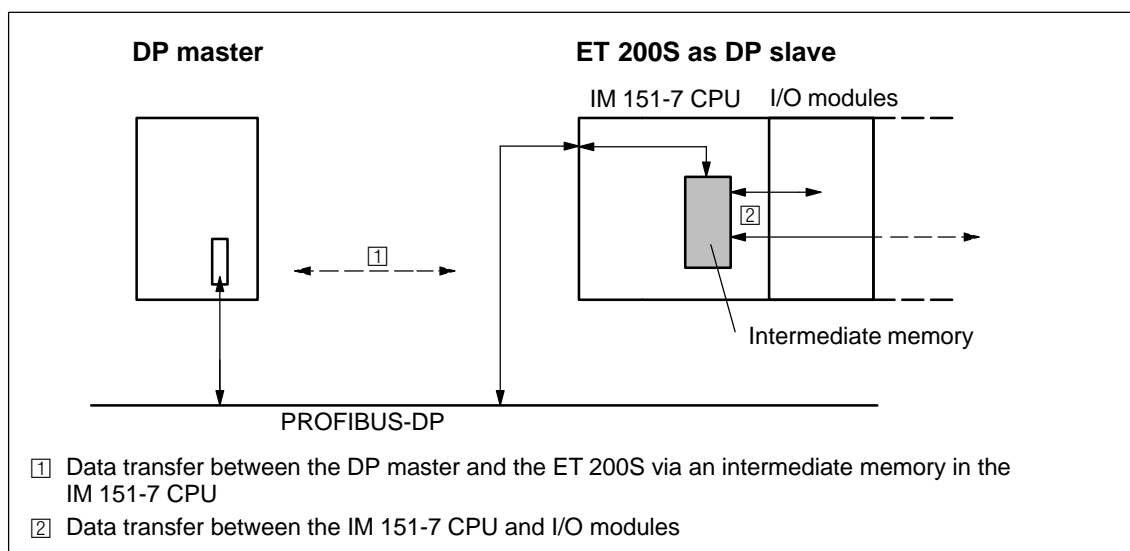 DP master
ET 200S as DP slave
IM 151-7 CPU
I/O modules
2
1
Intermediate memory
PROFIBUS-DP
1 Data transfer between the DP master and the ET 200S via an intermediate memory in the
IM 151-7 CPU
2 Data transfer between the IM 151-7 CPU and I/O modules